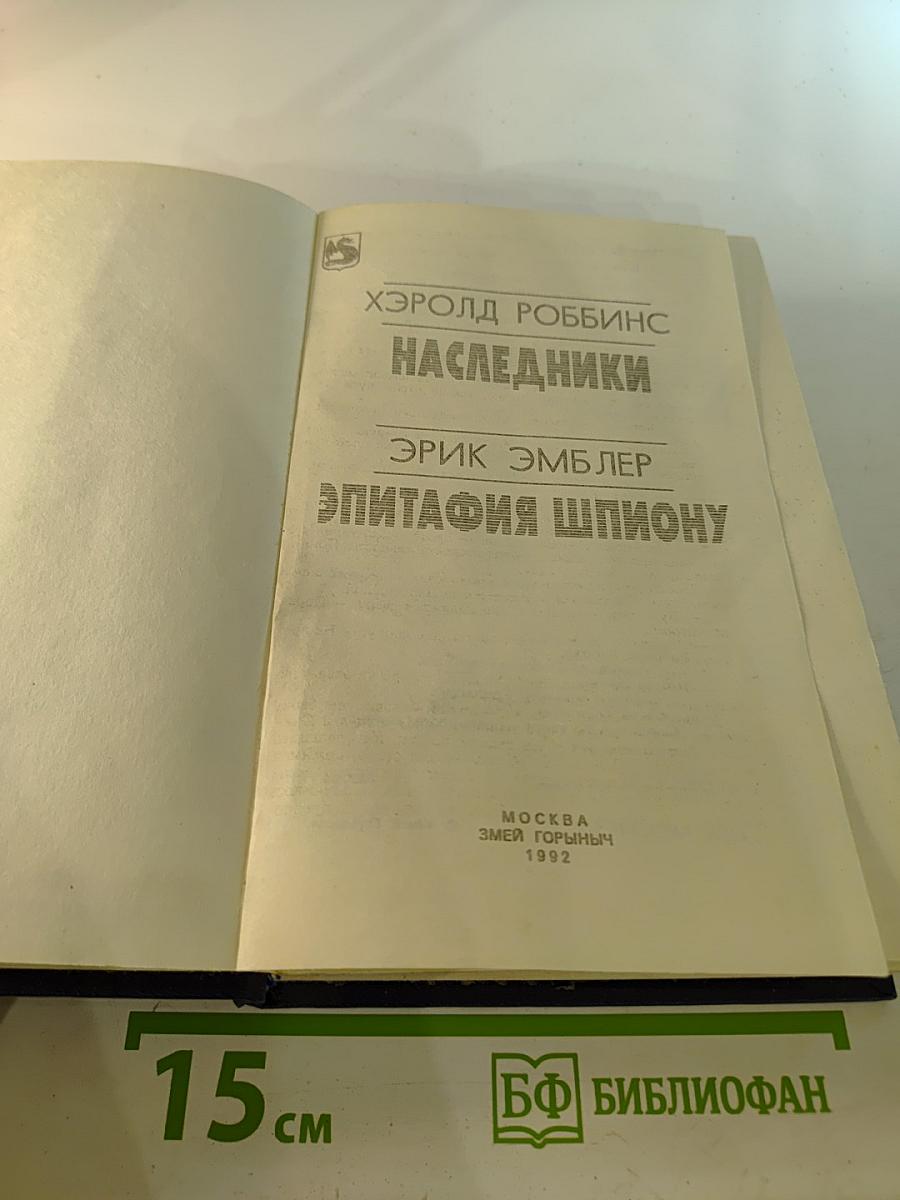 ХЭРОЛД РОББИНС
НАСЛЕДНИКИ
ЭРИК ЭМБЛЕР
ЭПИТАФИЯ ШПИОНУ
МОСКВА
ЗМЕЙ ГОРЫНЫЧ
1992
15 СМ
БФ БИБЛИОФАН